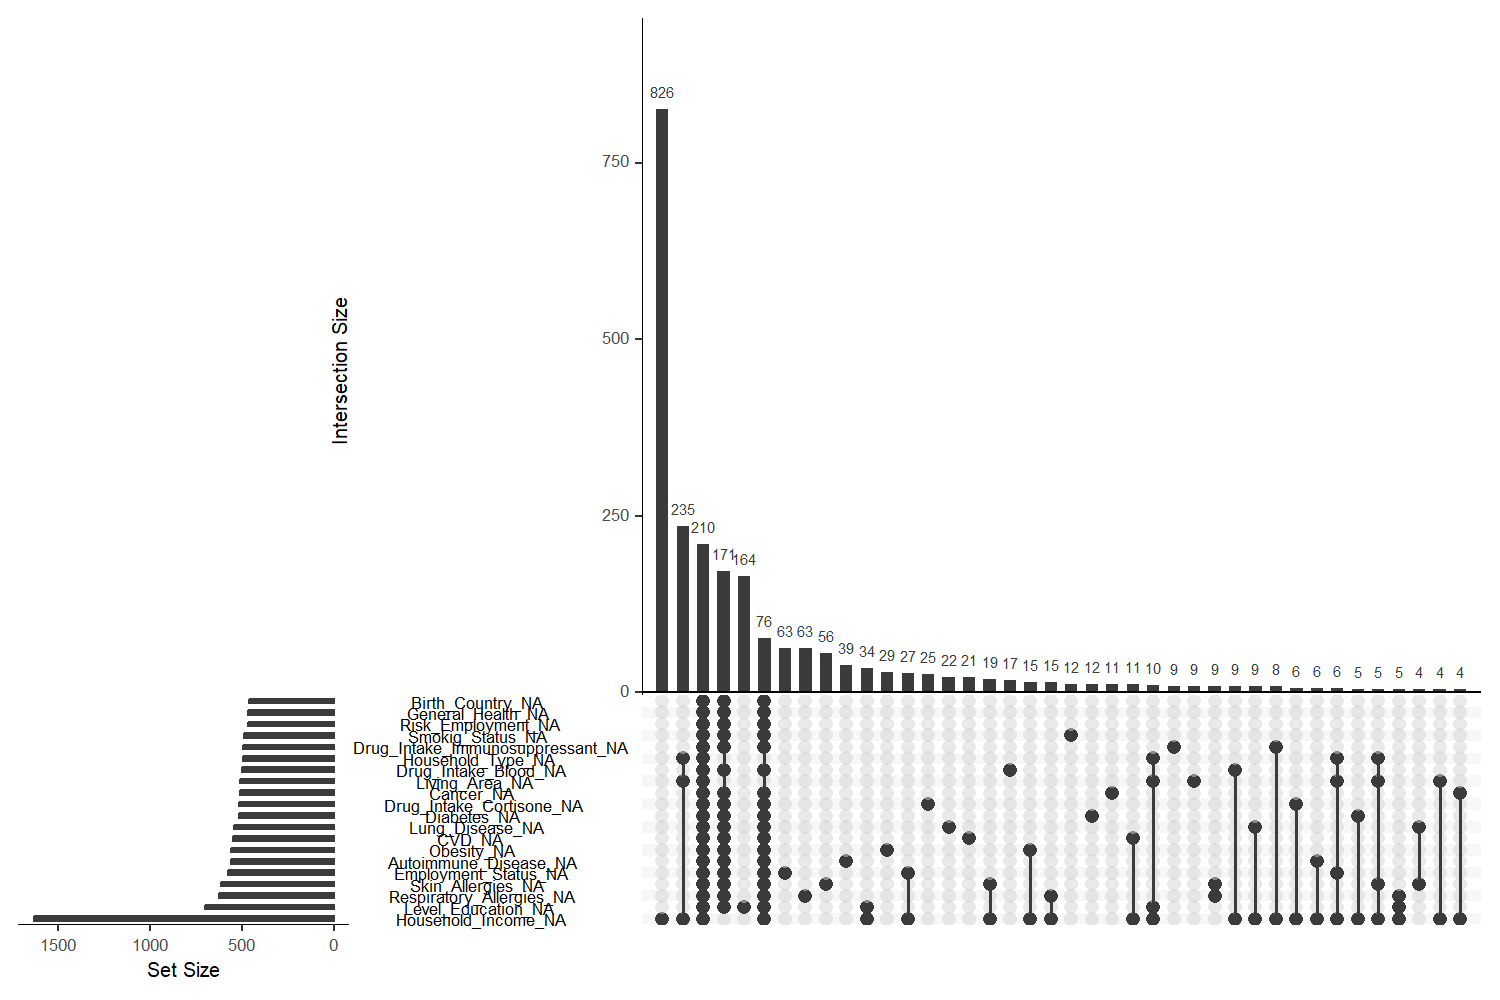 826
750
Intersection Size
500
235
210
250
171
164
76
63
63
56
39
34
29
27
25
22
21
19
17
15
15
12
12
11
11
10
9
9
9
9
9
8
6
6
6
5
5
5
4
4
4
0
Birth_Country_NA
General_Health_NA
Risk_Employment_NA
Smokig_Status_NA
Drug_Intake_Immunosuppressant_NA
Household_Type_NA
Drug_Intake_Blood_NA
Living_Area_NA
Cancer_NA
Drug_Intake_Cortisone_NA
Diabetes_NA
Lung_Disease_NA
CVD_NA
Obesity_NA
Autoimmune_Disease_NA
Employment_Status_NA
Skin_Allergies_NA
Respiratory_Allergies_NA
Level_Education_NA
Household_Income_NA
1500 1000 500 0
Set Size